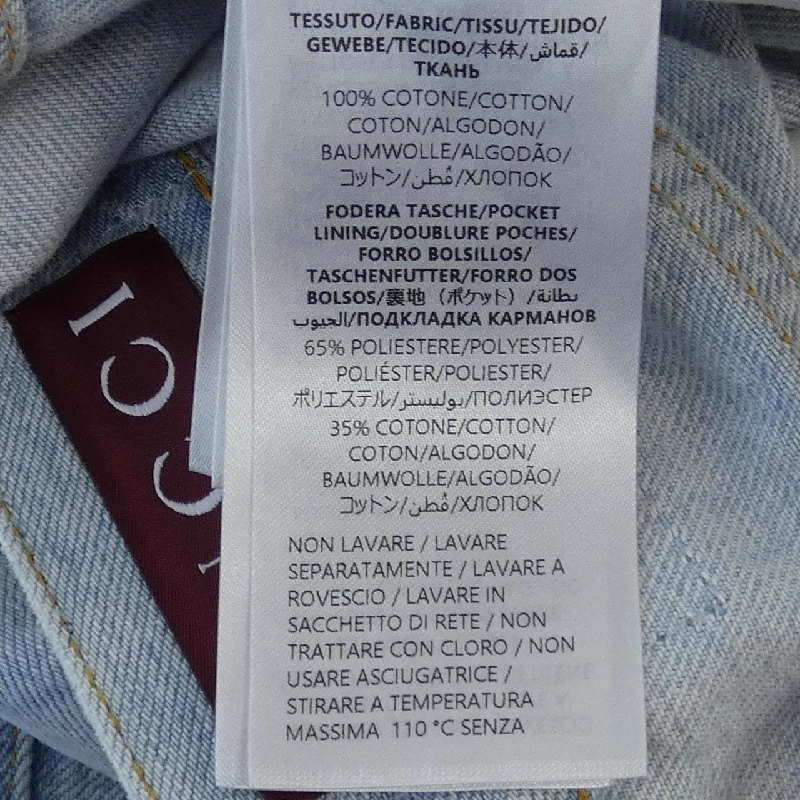 TESSUTO/FABRIC/TISSU/TEJIDO/
GEWEBE/TECIDO/本体/قماش/
ТКАНЬ
100% COTONE/COTTON/
COTON/ALGODON/
BAUMWOLLE/ALGODÃO/
コットン/قُطن/ХЛОПОК
FODERA TASCHE/POCKET
LINING/DOUBLURE POCHES/
FORRO BOLSILLOS/
TASCHENFUTTER/FORRO DOS
BOLSOS/裏地（ポケット）/بطانة
الجيوب/ПОДКЛАДКА КАРМАНОВ
65% POLIESTERE/POLYESTER/
POLIÉSTER/POLIESTER/
ポリエステル/بوليستر/ПОЛИЭСТЕР
35% COTONE/COTTON/
COTON/ALGODON/
BAUMWOLLE/ALGODÃO/
コットン/قُطن/ХЛОПОК
NON LAVARE / LAVARE
SEPARATAMENTE / LAVARE A
ROVESCIO / LAVARE IN
SACCHETTO DI RETE / NON
TRATTARE CON CLORO / NON
USARE ASCIUGATRICE /
STIRARE A TEMPERATURA
MASSIMA 110 °C SENZA